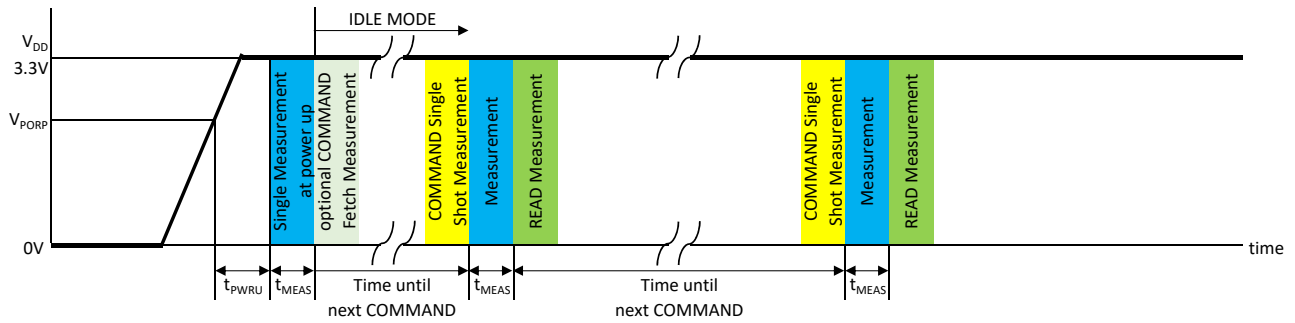 IDLE MODE
VDD
3.3V
VPORP
0V
Single Measurement
at power up
optional COMMAND
Fetch Measurement
COMMAND Single
Shot Measurement
Measurement
READ Measurement
COMMAND Single
Shot Measurement
Measurement
READ Measurement
time
tPWRU
tMEAS
Time until
next COMMAND
tMEAS
Time until
next COMMAND
tMEAS